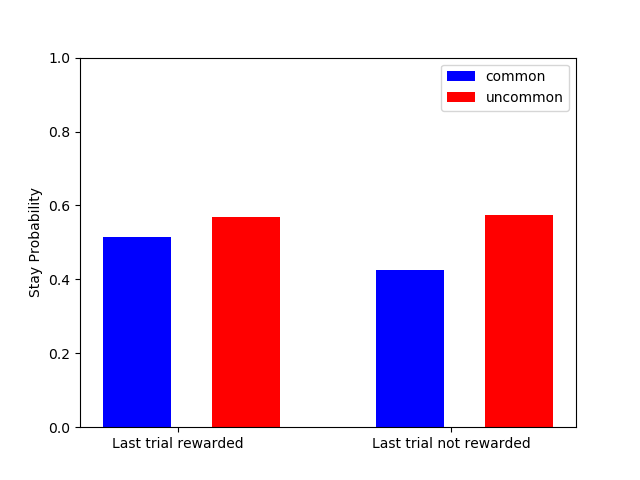 1.0
0.8
0.6
0.4
0.2
0.0
Stay Probability
common
uncommon
Last trial rewarded
Last trial not rewarded